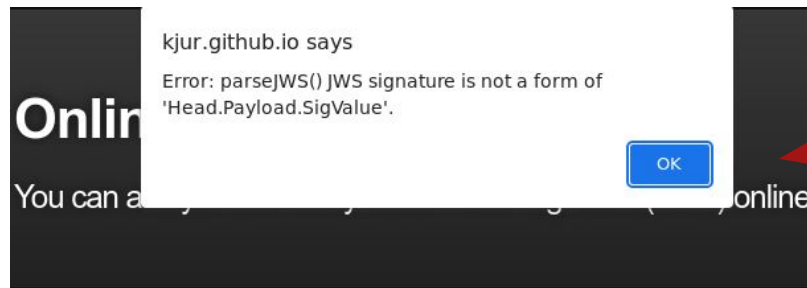 kjur.github.io says
Error: parseJWS() JWS signature is not a form of
'Head.Payload.SigValue'.
Onlin
OK
You can a online